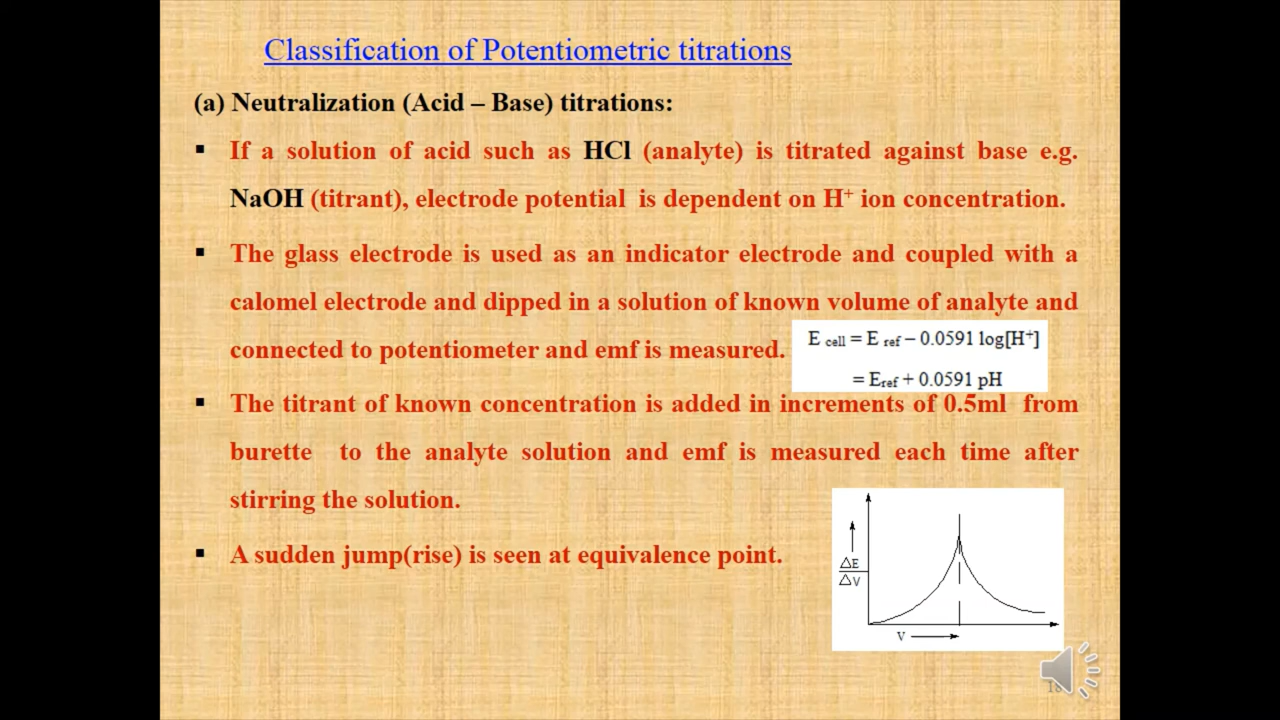 Classification of Potentiometric titrations
(a) Neutralization (Acid – Base) titrations:
▪ If a solution of acid such as HCl (analyte) is titrated against base e.g.
NaOH (titrant), electrode potential is dependent on H⁺ ion concentration.
▪ The glass electrode is used as an indicator electrode and coupled with a
calomel electrode and dipped in a solution of known volume of analyte and
connected to potentiometer and emf is measured.
E cell = E ref – 0.0591 log[H⁺]
= Eref + 0.0591 pH
▪ The titrant of known concentration is added in increments of 0.5ml from
burette to the analyte solution and emf is measured each time after
stirring the solution.
▪ A sudden jump(rise) is seen at equivalence point.
△E
△V
V